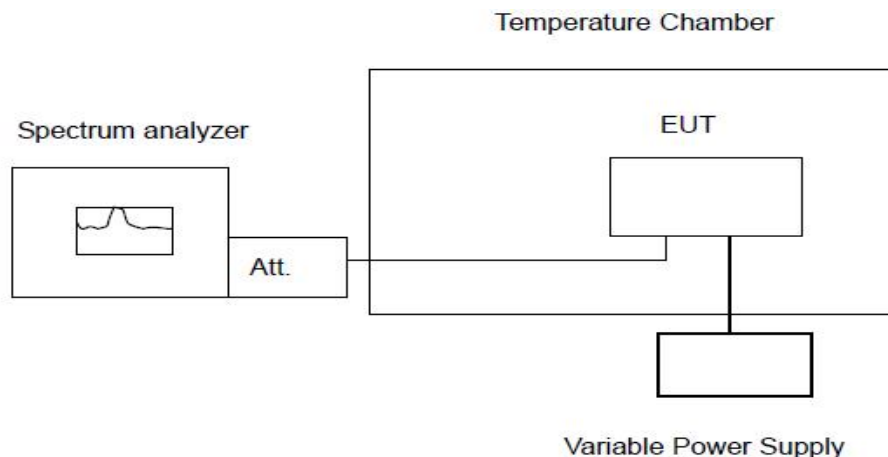 Temperature Chamber
Spectrum analyzer
EUT
Att.
Variable Power Supply